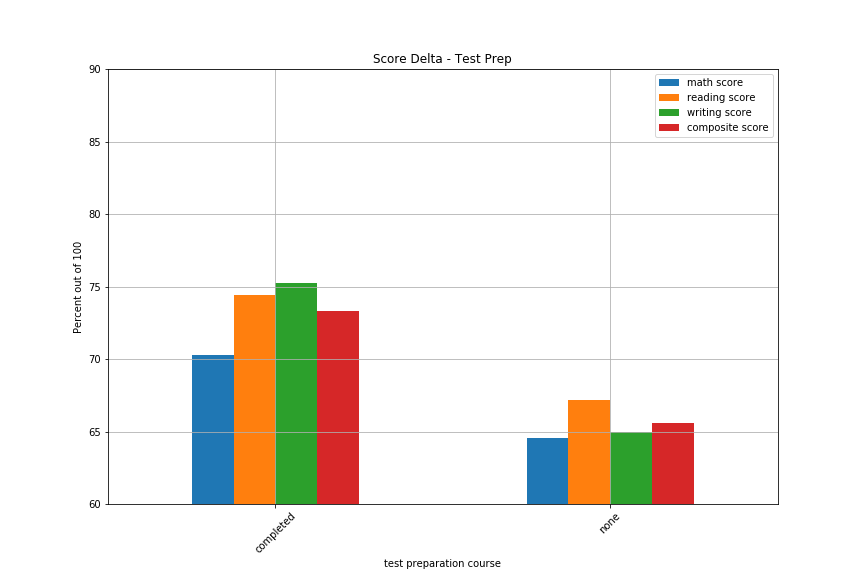 Score Delta - Test Prep
math score
reading score
writing score
composite score
90
85
80
75
70
65
60
Percent out of 100
completed
none
test preparation course